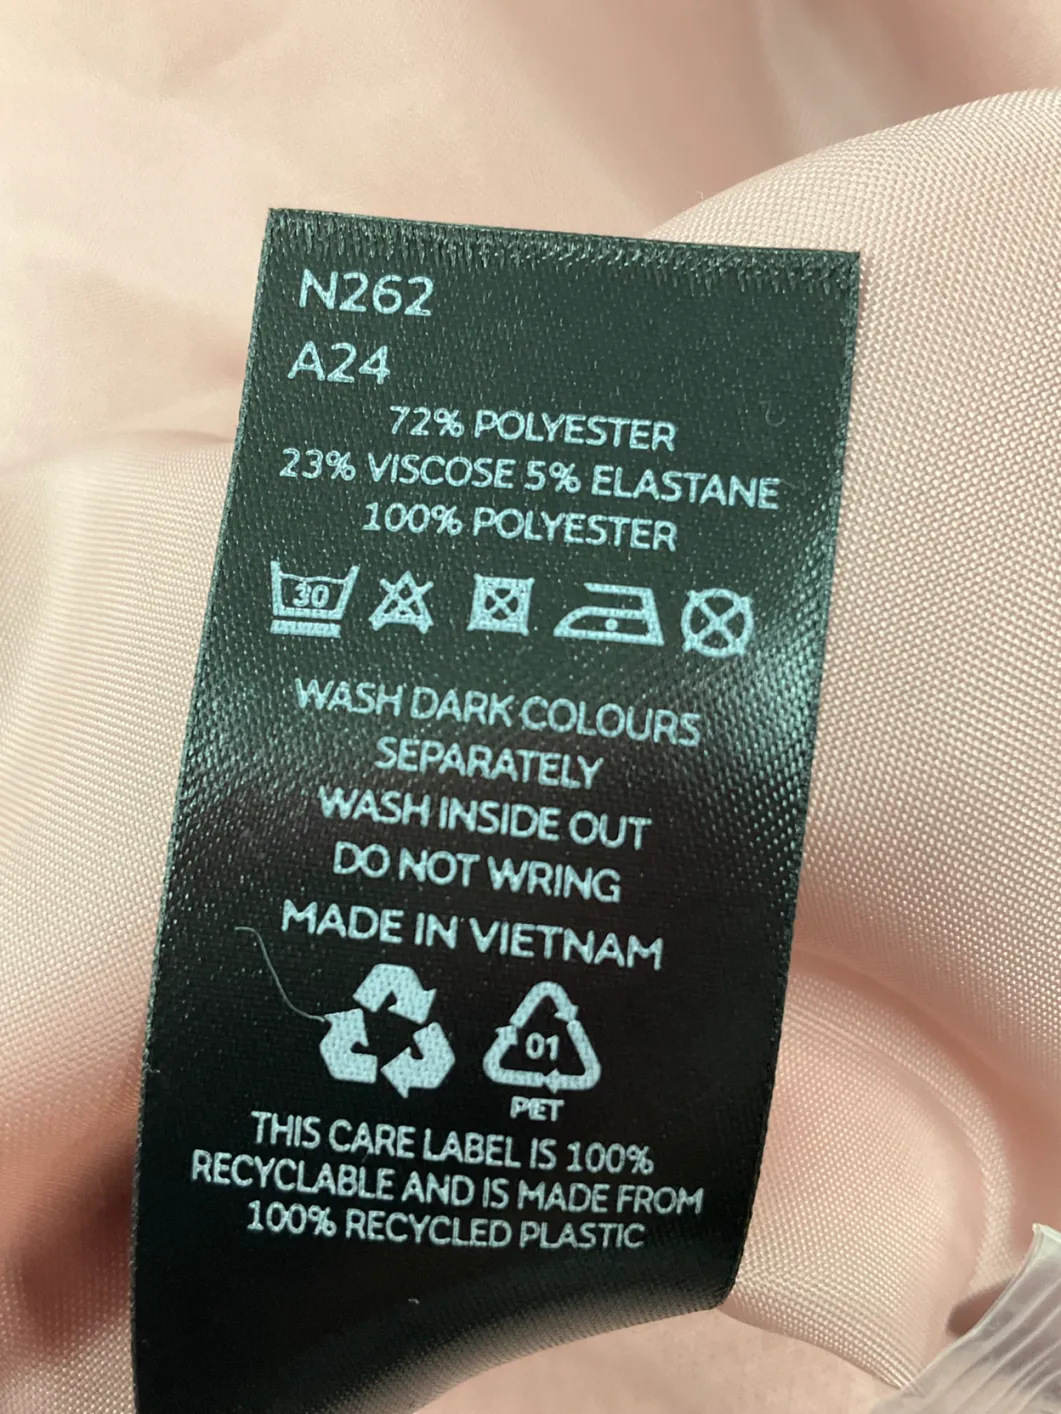 N262
A24
72% POLYESTER
23% VISCOSE 5% ELASTANE
100% POLYESTER
30
WASH DARK COLOURS
SEPARATELY
WASH INSIDE OUT
DO NOT WRING
MADE IN VIETNAM
01
PET
THIS CARE LABEL IS 100%
RECYCLABLE AND IS MADE FROM
100% RECYCLED PLASTIC